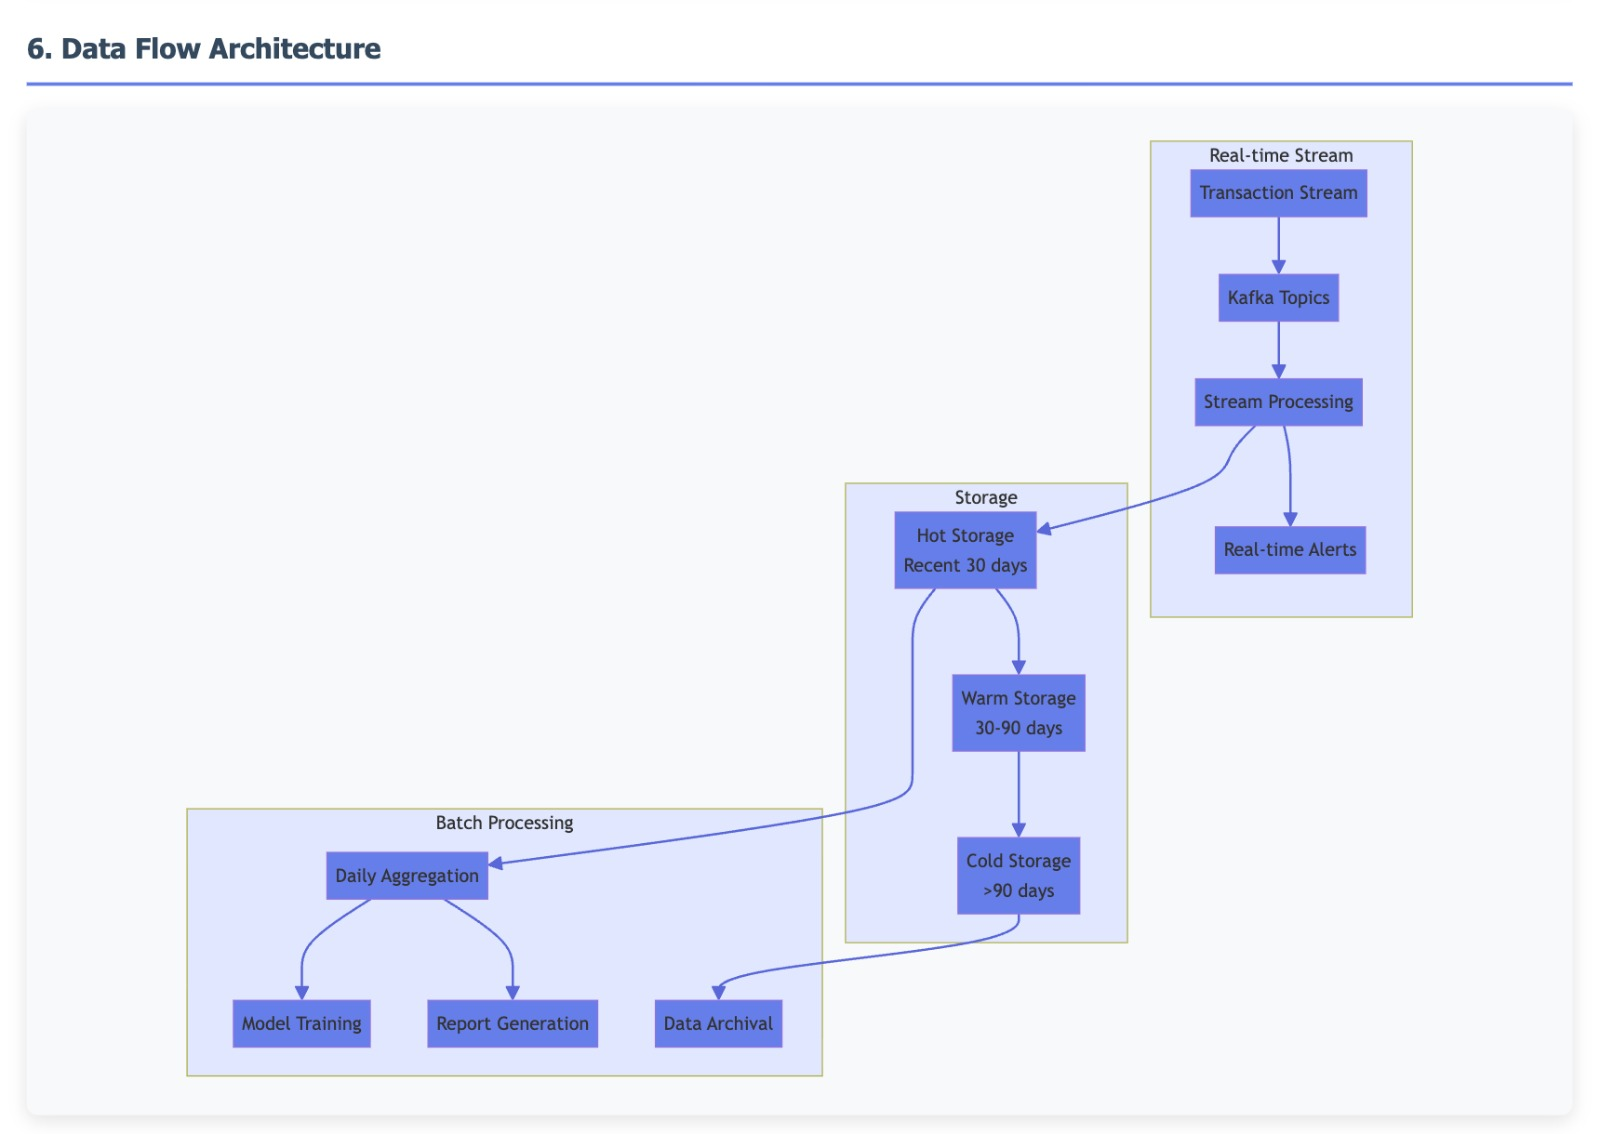 6. Data Flow Architecture
Real-time Stream
Transaction Stream
Kafka Topics
Stream Processing
Real-time Alerts
Storage
Hot Storage
Recent 30 days
Warm Storage
30-90 days
Cold Storage
>90 days
Batch Processing
Daily Aggregation
Model Training
Report Generation
Data Archival